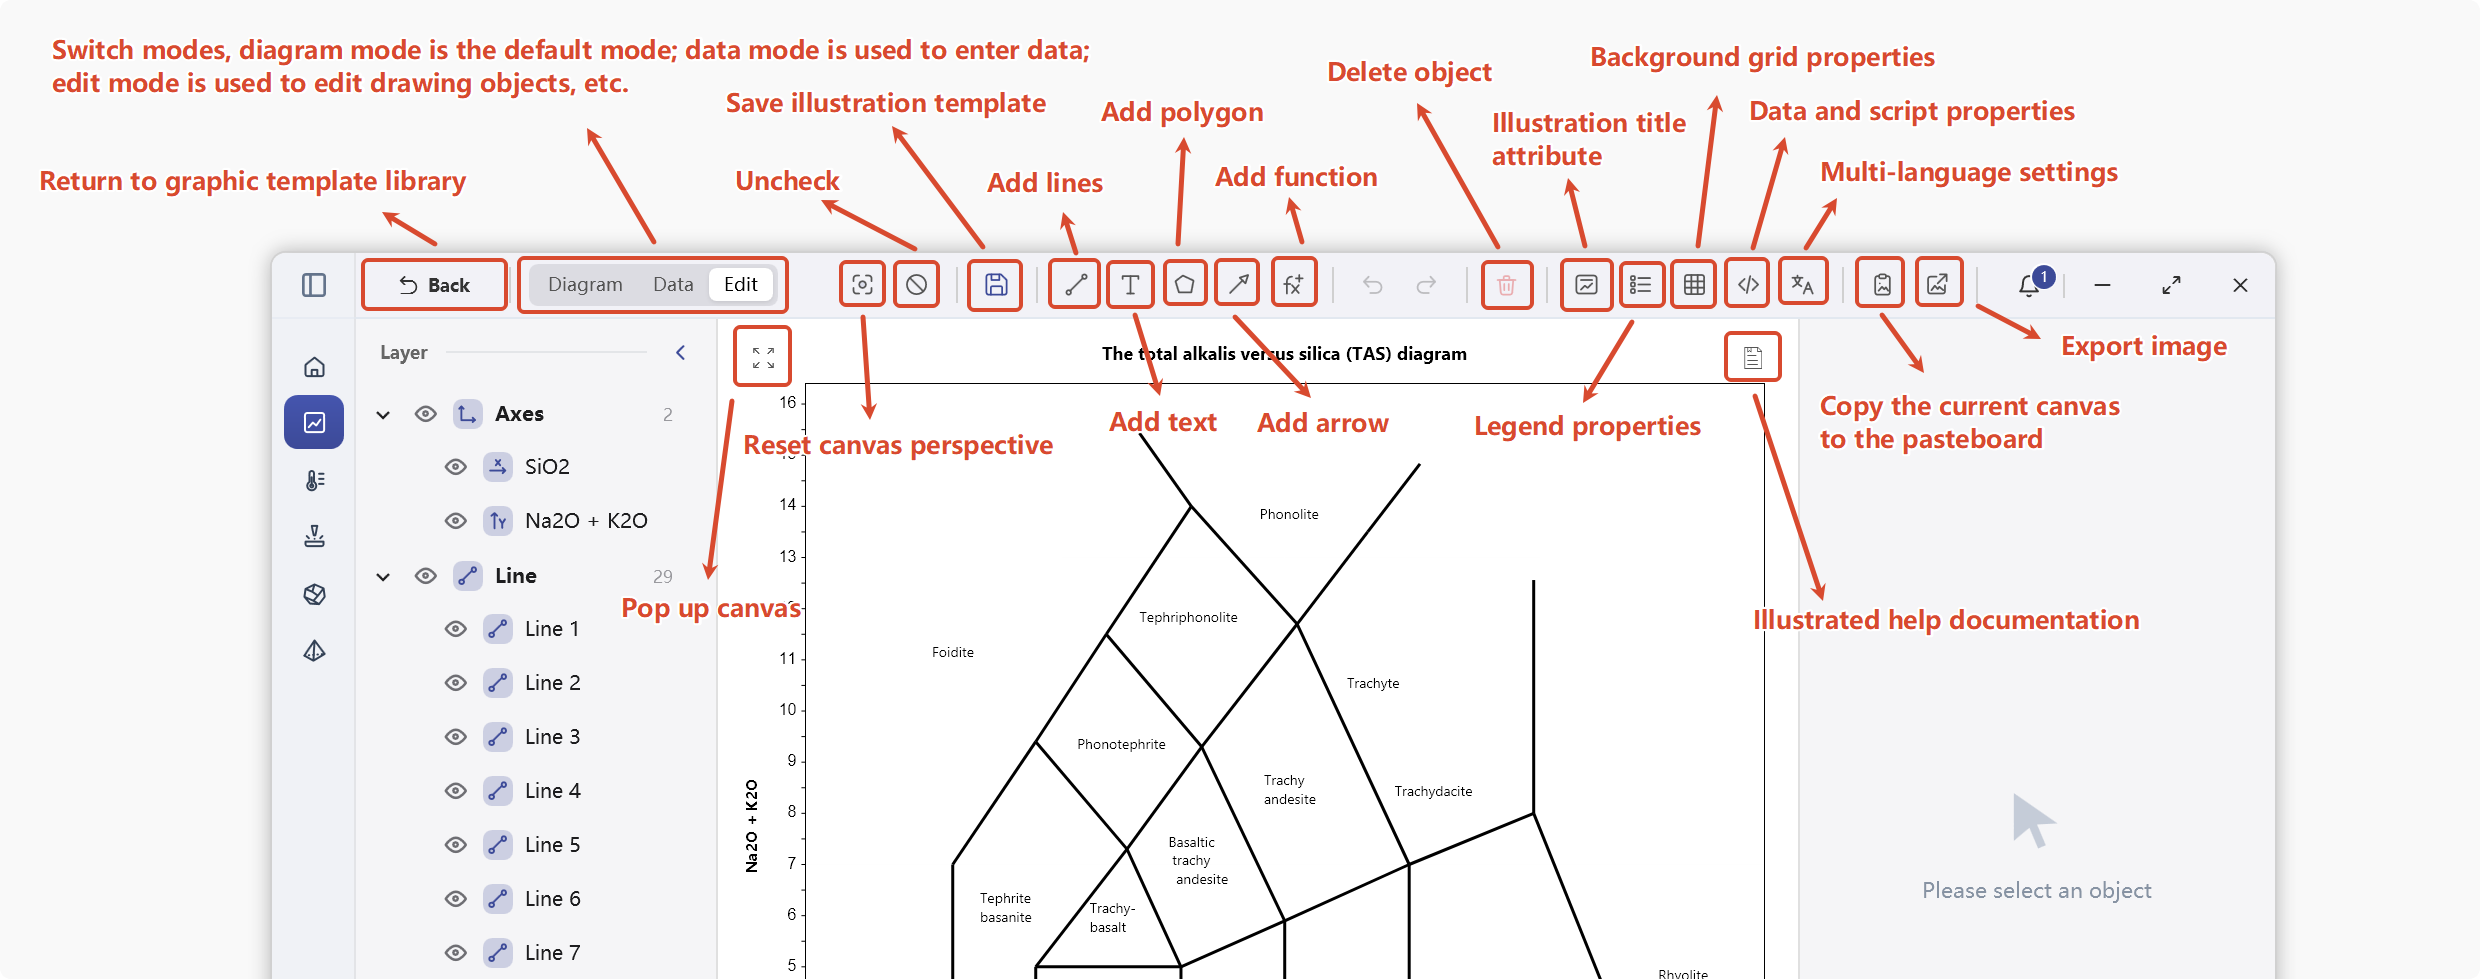 Switch modes, diagram mode is the default mode; data mode is used to enter data;
edit mode is used to edit drawing objects, etc.
Save illustration template
Add polygon
Delete object
Background grid properties
Illustration title
attribute
Data and script properties
Return to graphic template library
Uncheck
Add lines
Add function
Multi-language settings
Back
Diagram Data Edit
1
Layer
The total alkalis versus silica (TAS) diagram
Export image
Axes 2
SiO2
Na2O + K2O
Line 29
Line 1
Line 2
Line 3
Line 4
Line 5
Line 6
Line 7
Reset canvas perspective
Add text
Add arrow
Legend properties
Copy the current canvas
to the pasteboard
Pop up canvas
Illustrated help documentation
16
14
13
11
10
9
8
7
6
5
Na2O + K2O
Phonolite
Tephriphonolite
Foidite
Trachyte
Phonotephrite
Trachy
andesite
Trachydacite
Basaltic
trachy
andesite
Tephrite
basanite
Trachy-
basalt
Rhyolite
Please select an object